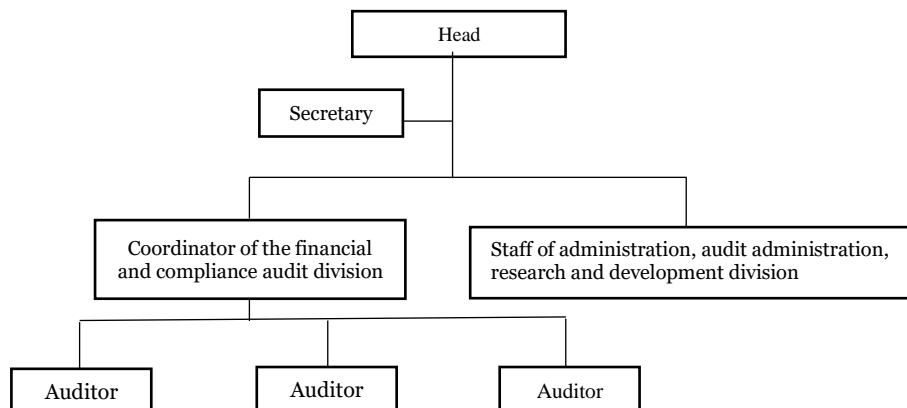 Head
Secretary
Coordinator of the financial
and compliance audit division
Staff of administration, audit administration,
research and development division
Auditor
Auditor
Auditor